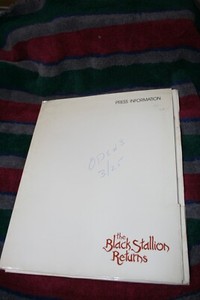 PRESS INFORMATION
the
Black Stallion
Returns